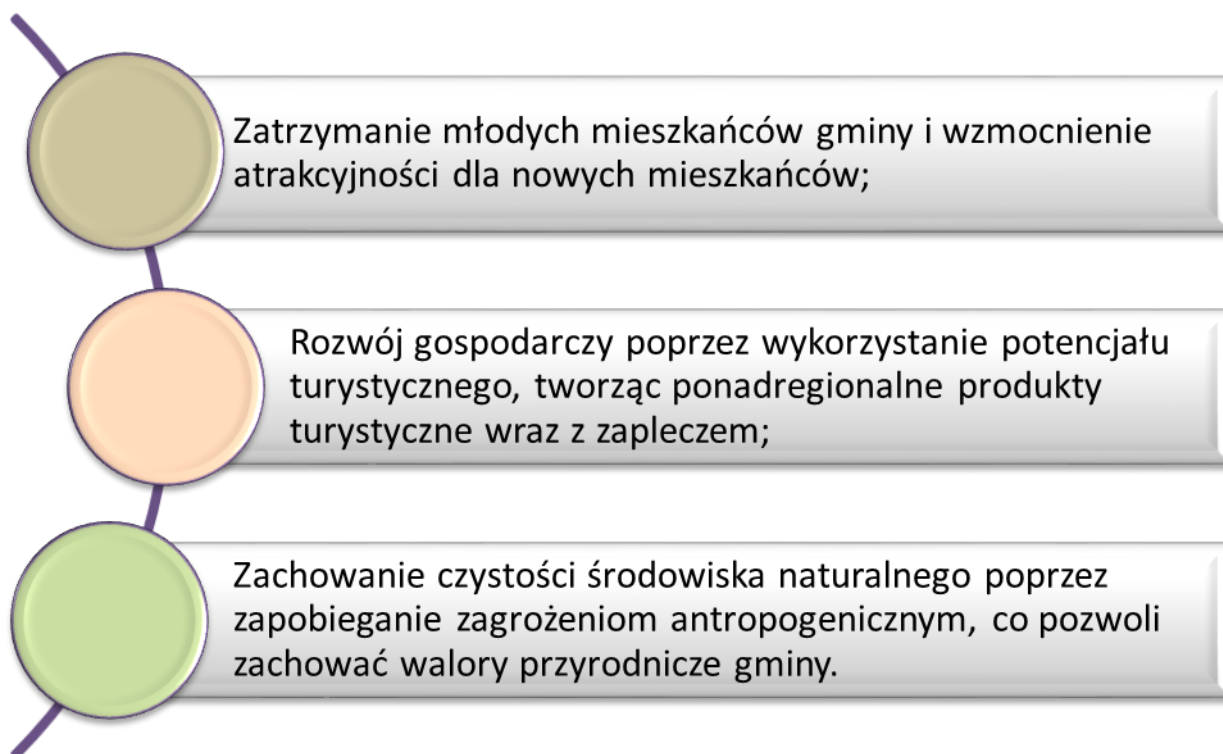 Zatrzymanie młodych mieszkańców gminy i wzmocnienie
atrakcyjności dla nowych mieszkańców;
Rozwój gospodarczy poprzez wykorzystanie potencjału
turystycznego, tworząc ponadregionalne produkty
turystyczne wraz z zapleczem;
Zachowanie czystości środowiska naturalnego poprzez
zapobieganie zagrożeniom antropogenicznym, co pozwoli
zachować walory przyrodnicze gminy.